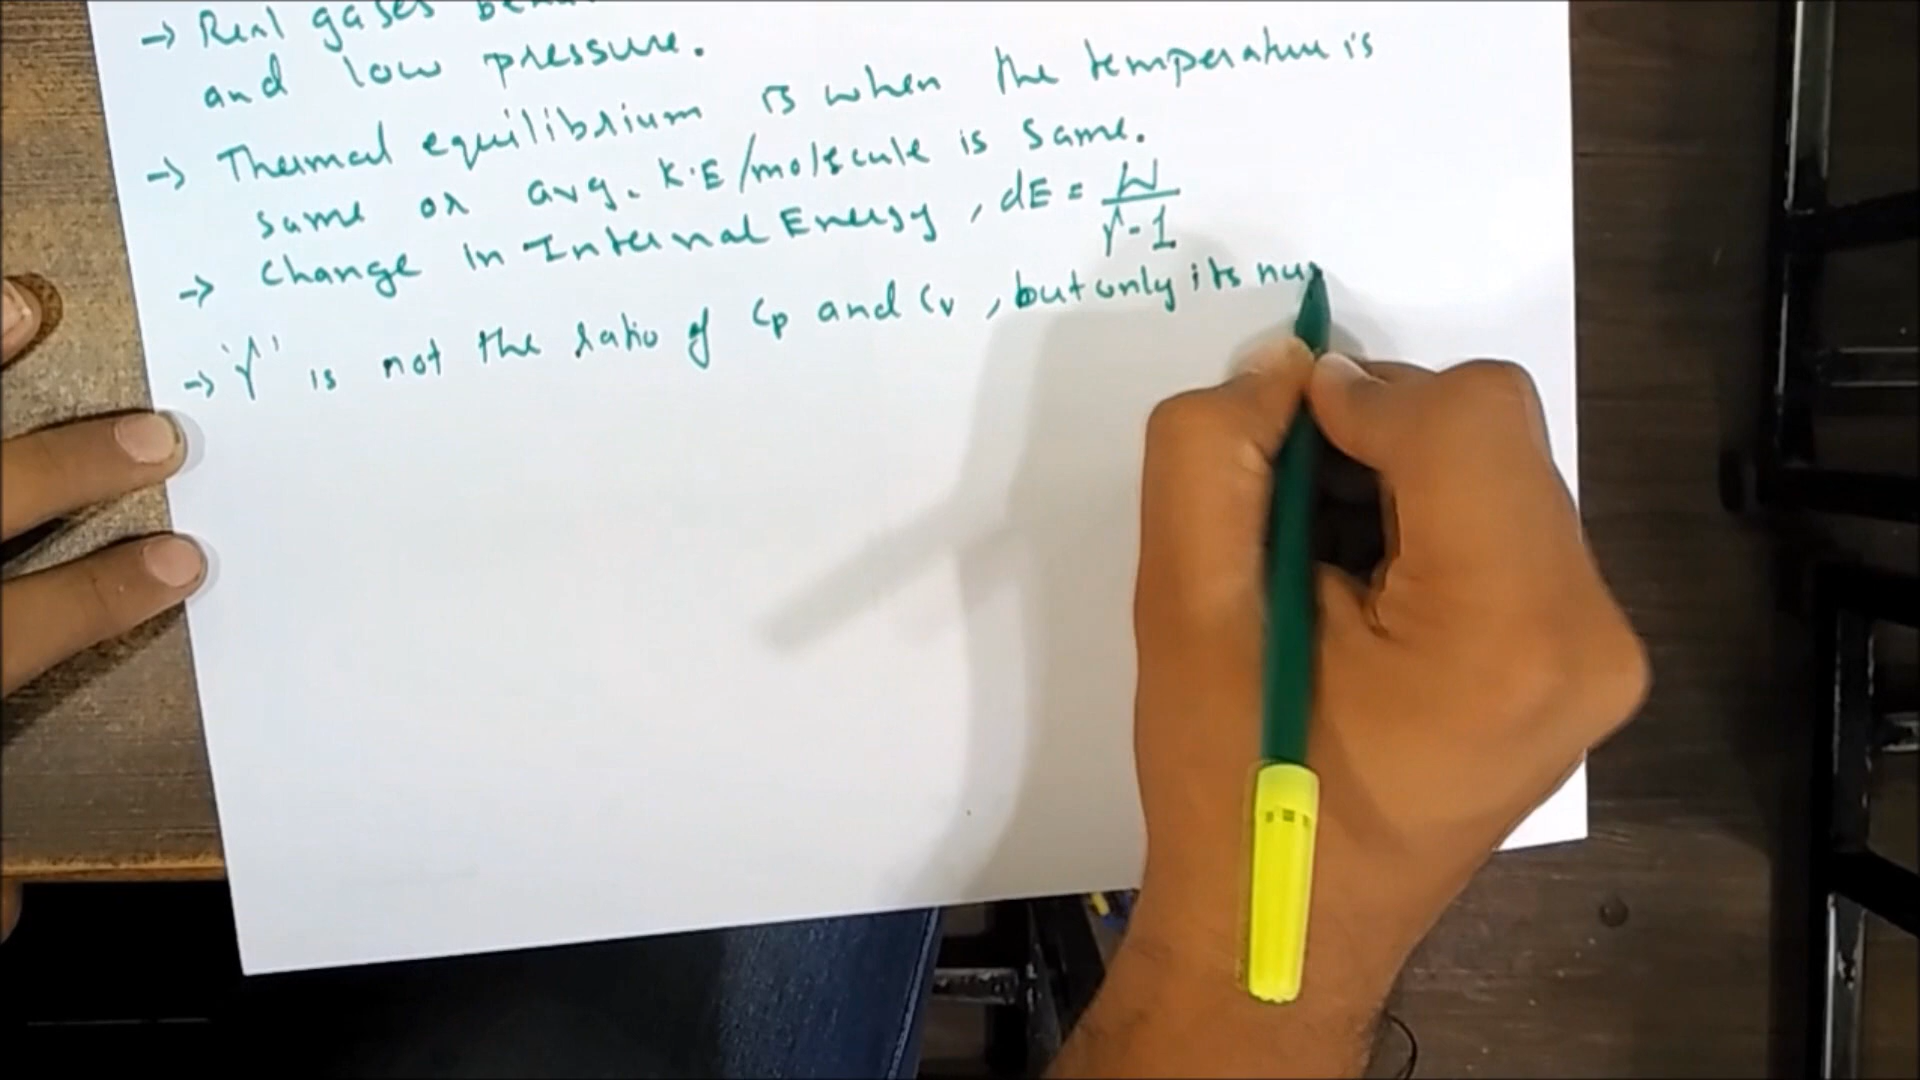 → Real gases
and low pressure.
→ Thermal equilibrium is when the temperature is
same or avg. K.E/molecule is same.
→ Change in Internal Energy, dE = W / γ-1
→ 'γ' is not the ratio of Cp and Cv, but only its nu